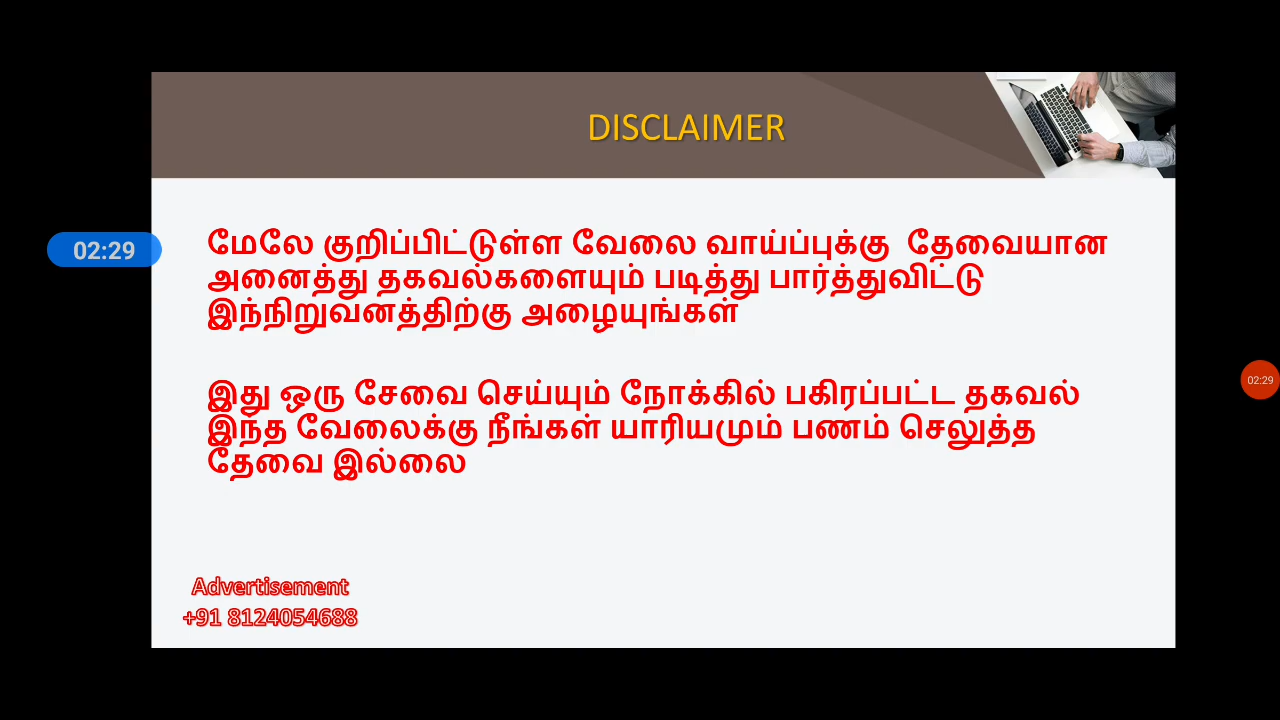 DISCLAIMER
மேலே குறிப்பிட்டுள்ள வேலை வாய்ப்புக்கு தேவையான
02:29
அனைத்து தகவல்களையும் படித்து பார்த்துவிட்டு
இந்நிறுவனத்திற்கு அழையுங்கள்
02:29
இது ஒரு சேவை செய்யும் நோக்கில் பகிரப்பட்ட தகவல்
இந்த வேலைக்கு நீங்கள் யாரியமும் பணம் செலுத்த
தேவை இல்லை
Advertisement
+91 8124054688